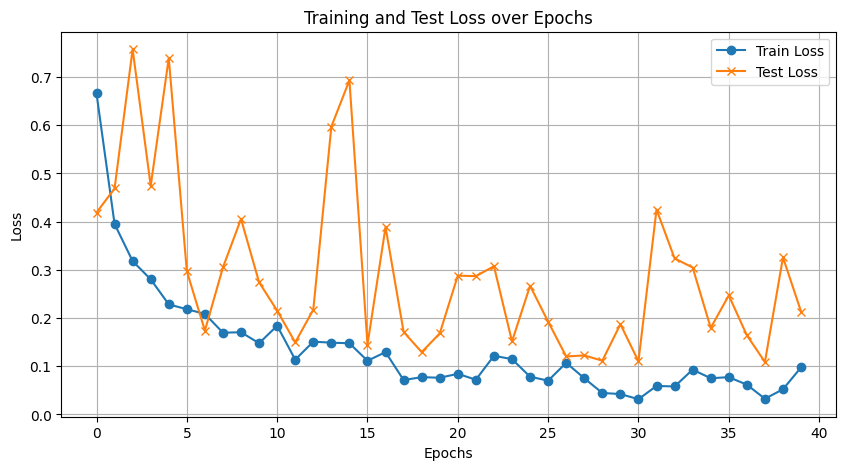 Training and Test Loss over Epochs
Train Loss
Test Loss
Loss
0.7
0.6
0.5
0.4
0.3
0.2
0.1
0.0
0 5 10 15 20 25 30 35 40
Epochs